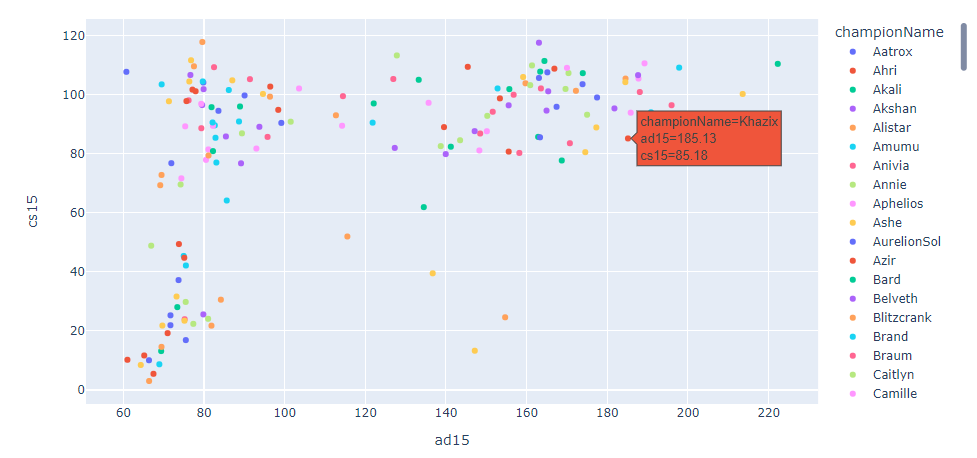 championName
Aatrox
Ahri
Akali
Akshan
Alistar
Amumu
Anivia
Annie
Aphelios
Ashe
AurelionSol
Azir
Bard
Belveth
Blitzcrank
Brand
Braum
Caitlyn
Camille
championName=Khazix
ad15=185.13
cs15=85.18
cs15
120
100
80
60
40
20
0
60 80 100 120 140 160 180 200 220
ad15